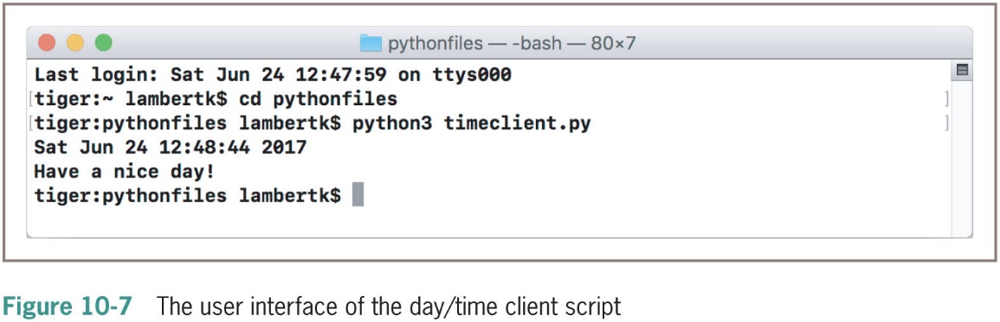 pythonfiles — -bash — 80×7
Last login: Sat Jun 24 12:47:59 on ttys000
[tiger:~ lambertk$ cd pythonfiles ]
[tiger:pythonfiles lambertk$ python3 timeclient.py ]
Sat Jun 24 12:48:44 2017
Have a nice day!
tiger:pythonfiles lambertk$
Figure 10-7 The user interface of the day/time client script